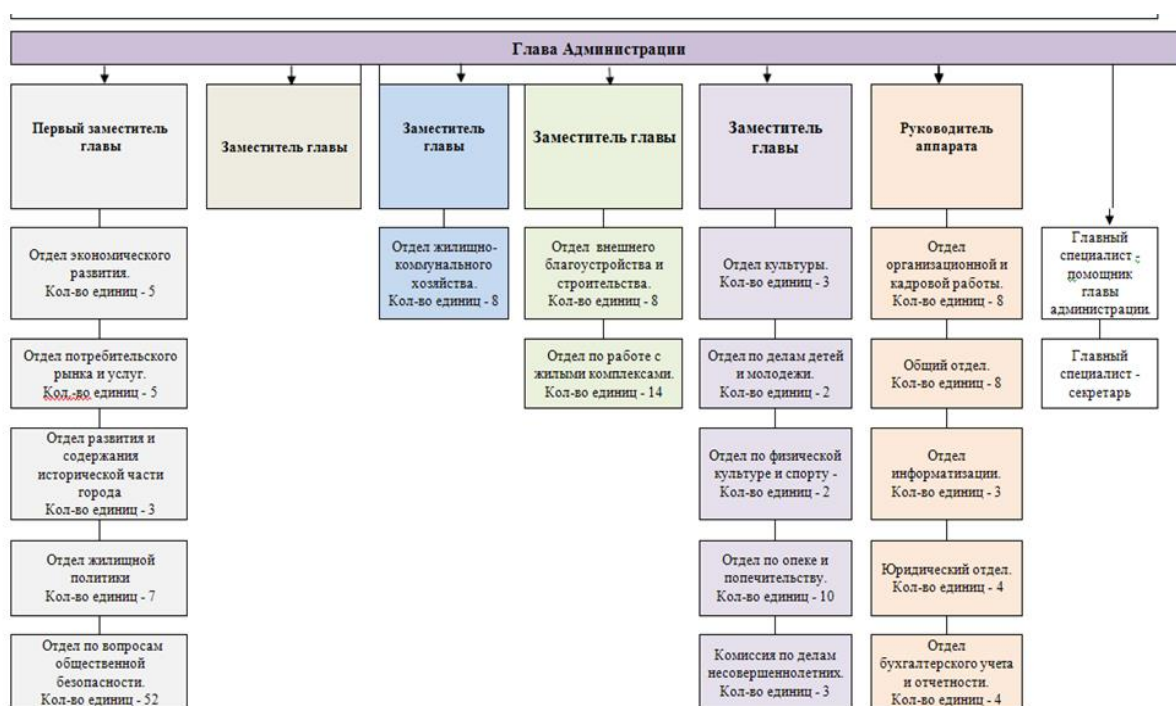 Глава Администрации
Первый заместитель
главы
Отдел экономического
развития.
Кол-во единиц - 5
Отдел потребительского
рынка и услуг.
Кол.-во единиц - 5
Отдел развития и
содержания
исторической части
города
Кол-во единиц - 3
Отдел жилищной
политики
Кол-во единиц - 7
Отдел по вопросам
общественной
безопасности.
Кол-во единиц - 52
Заместитель главы
Заместитель
главы
Отдел жилищно-
коммунального
хозяйства.
Кол-во единиц - 8
Заместитель главы
Отдел внешнего
благоустройства и
строительства.
Кол-во единиц - 8
Отдел по работе с
жилыми комплексами.
Кол-во единиц - 14
Заместитель
главы
Отдел культуры.
Кол-во единиц - 3
Отдел по делам детей
и молодежи.
Кол-во единиц - 2
Отдел по физической
культуре и спорту -
Кол-во единиц - 2
Отдел по опеке и
попечительству.
Кол-во единиц - 10
Комиссия по делам
несовершеннолетних.
Кол-во единиц - 3
Руководитель
аппарата
Отдел
организационной и
кадровой работы.
Кол-во единиц - 8
Общий отдел.
Кол-во единиц - 8
Отдел
информатизации.
Кол-во единиц - 3
Юридический отдел.
Кол-во единиц - 4
Отдел
бухгалтерского учета
и отчетности.
Кол-во единиц - 4
Главный
специалист -
помощник
главы
администрации.
Главный
специалист -
секретарь